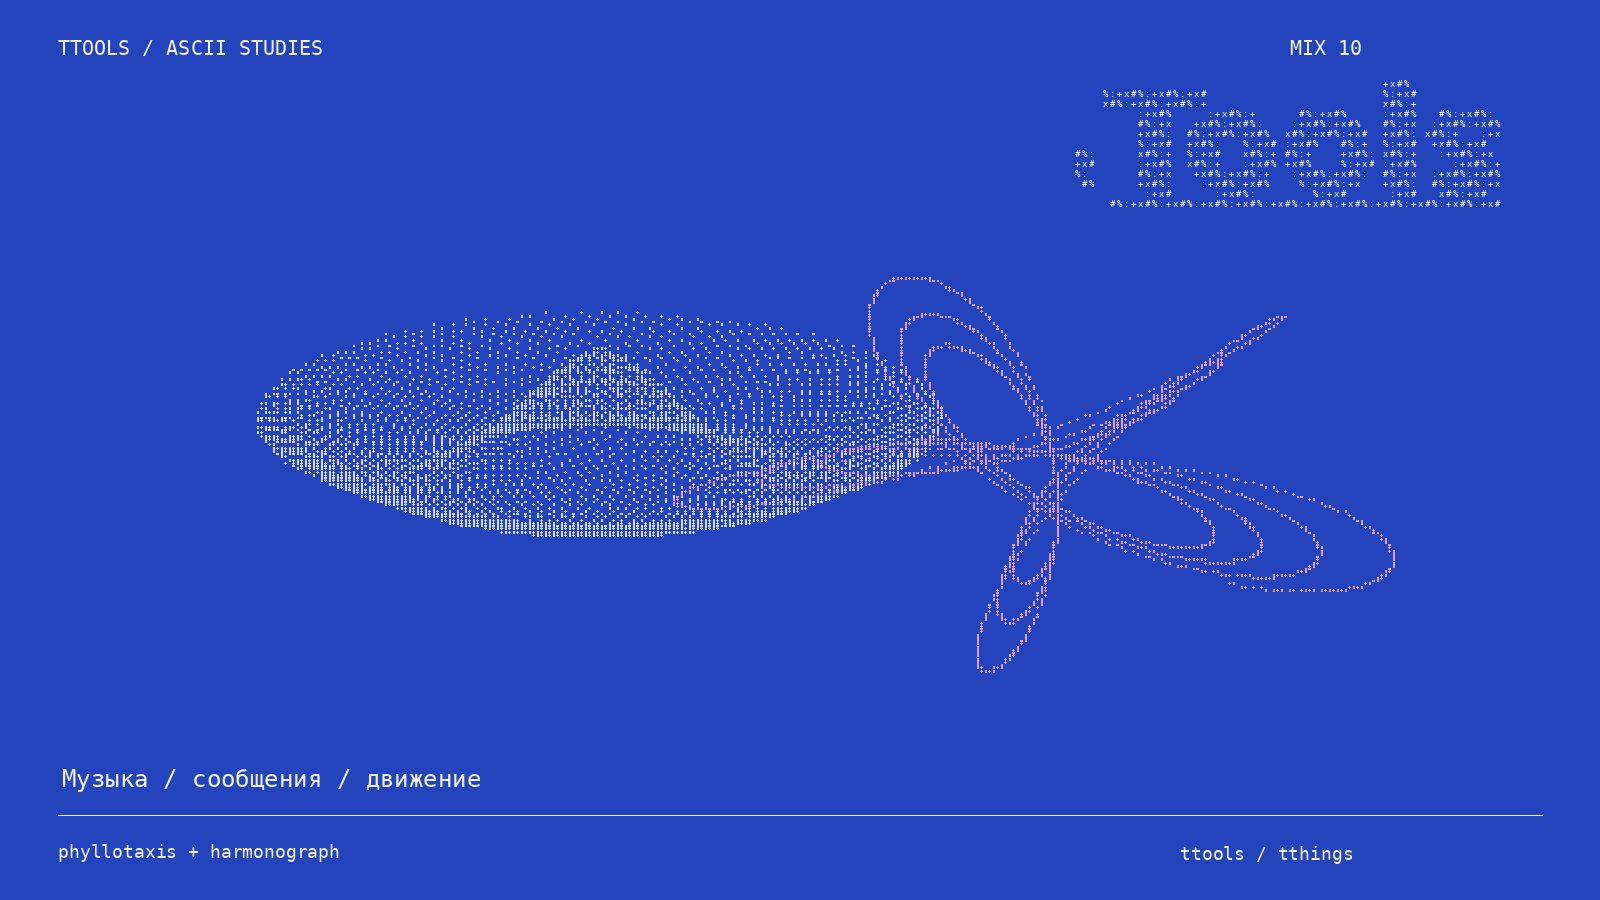 TTOOLS / ASCII STUDIES
MIX 10
Tools
Музыка / сообщения / движение
phyllotaxis + harmonograph
ttools / tthings